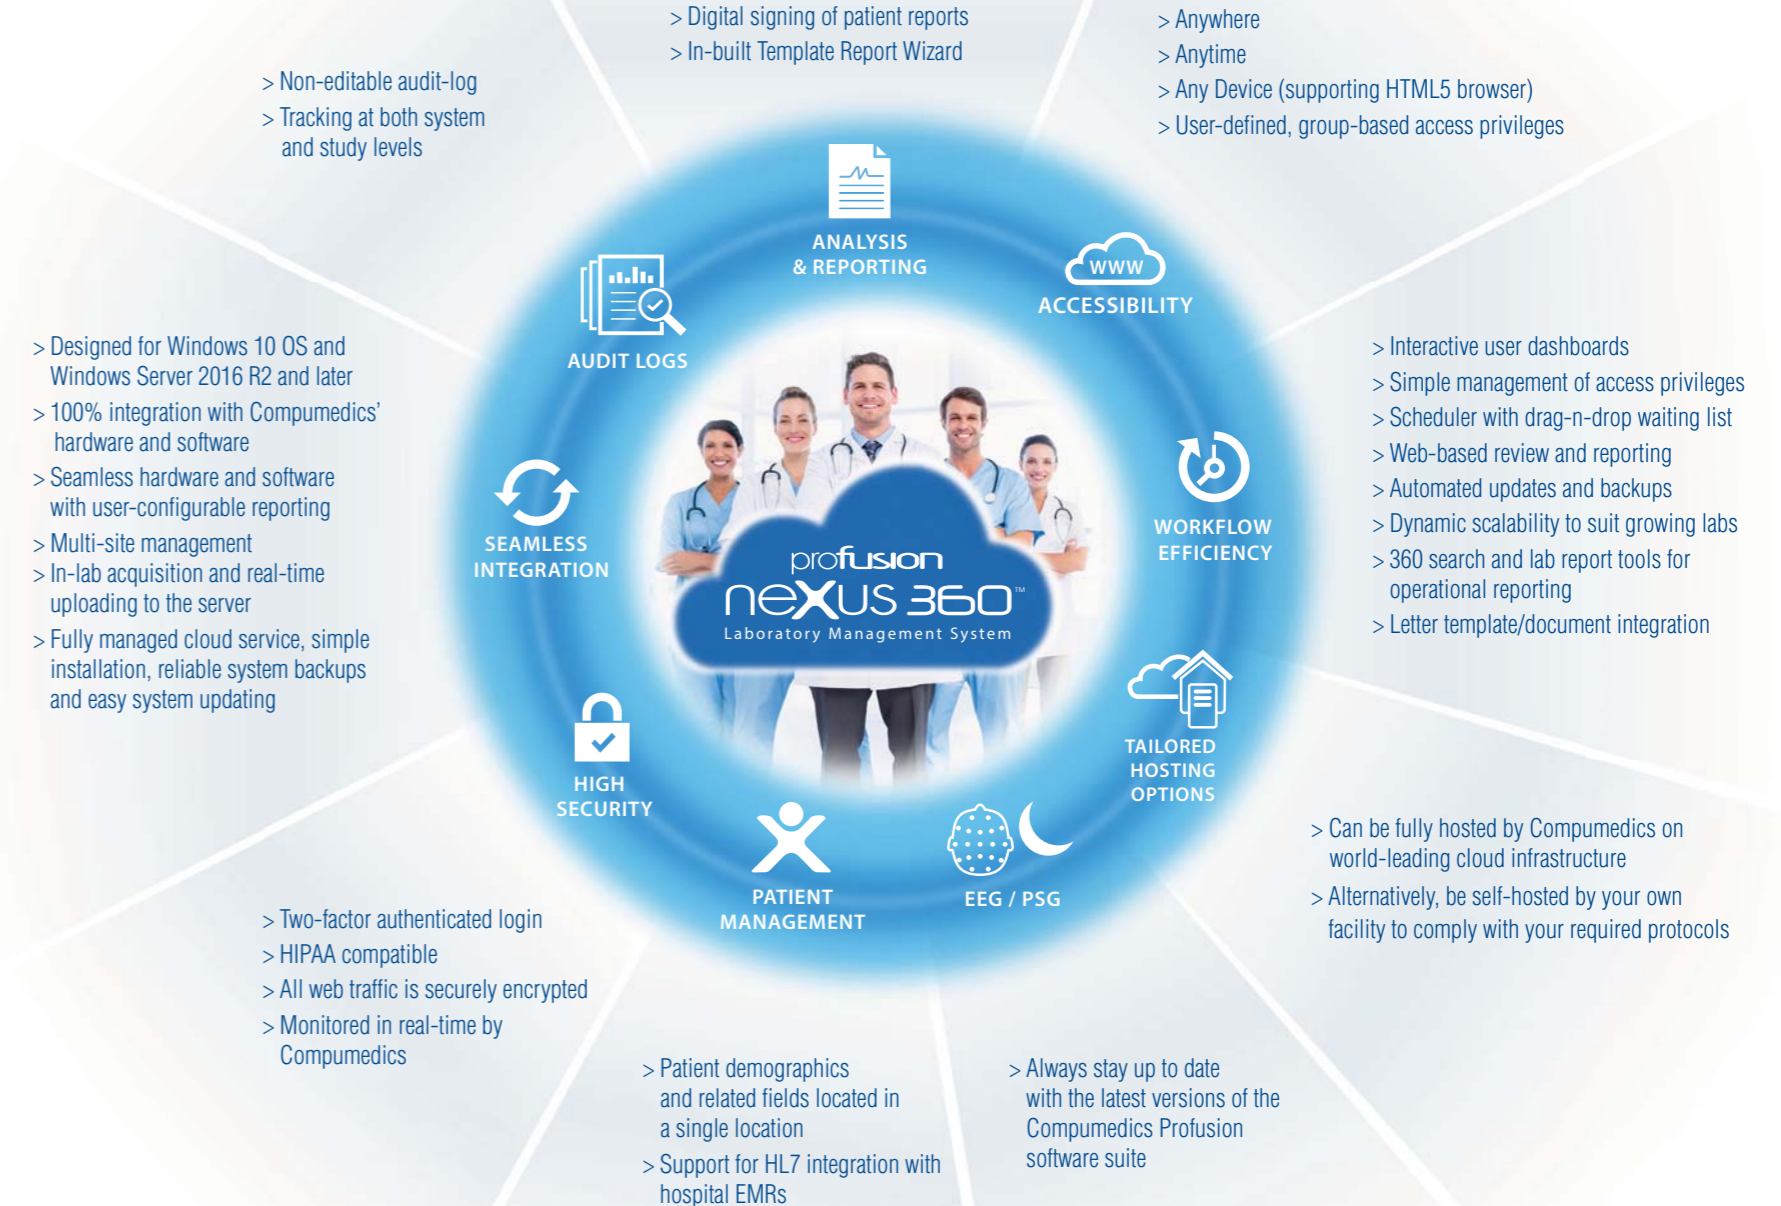 > Digital signing of patient reports
> In-built Template Report Wizard
> Anywhere
> Anytime
> Any Device (supporting HTML5 browser)
> User-defined, group-based access privileges
> Non-editable audit-log
> Tracking at both system
and study levels
ANALYSIS
& REPORTING
WWW
ACCESSIBILITY
AUDIT LOGS
> Designed for Windows 10 OS and
Windows Server 2016 R2 and later
> 100% integration with Compumedics'
hardware and software
> Seamless hardware and software
with user-configurable reporting
> Multi-site management
> In-lab acquisition and real-time
uploading to the server
> Fully managed cloud service, simple
installation, reliable system backups
and easy system updating
SEAMLESS
INTEGRATION
profusion
neXus 360™
Laboratory Management System
WORKFLOW
EFFICIENCY
> Interactive user dashboards
> Simple management of access privileges
> Scheduler with drag-n-drop waiting list
> Web-based review and reporting
> Automated updates and backups
> Dynamic scalability to suit growing labs
> 360 search and lab report tools for
operational reporting
> Letter template/document integration
HIGH
SECURITY
TAILORED
HOSTING
OPTIONS
PATIENT
MANAGEMENT
EEG / PSG
> Can be fully hosted by Compumedics on
world-leading cloud infrastructure
> Alternatively, be self-hosted by your own
facility to comply with your required protocols
> Two-factor authenticated login
> HIPAA compatible
> All web traffic is securely encrypted
> Monitored in real-time by
Compumedics
> Patient demographics
and related fields located in
a single location
> Support for HL7 integration with
hospital EMRs
> Always stay up to date
with the latest versions of the
Compumedics Profusion
software suite